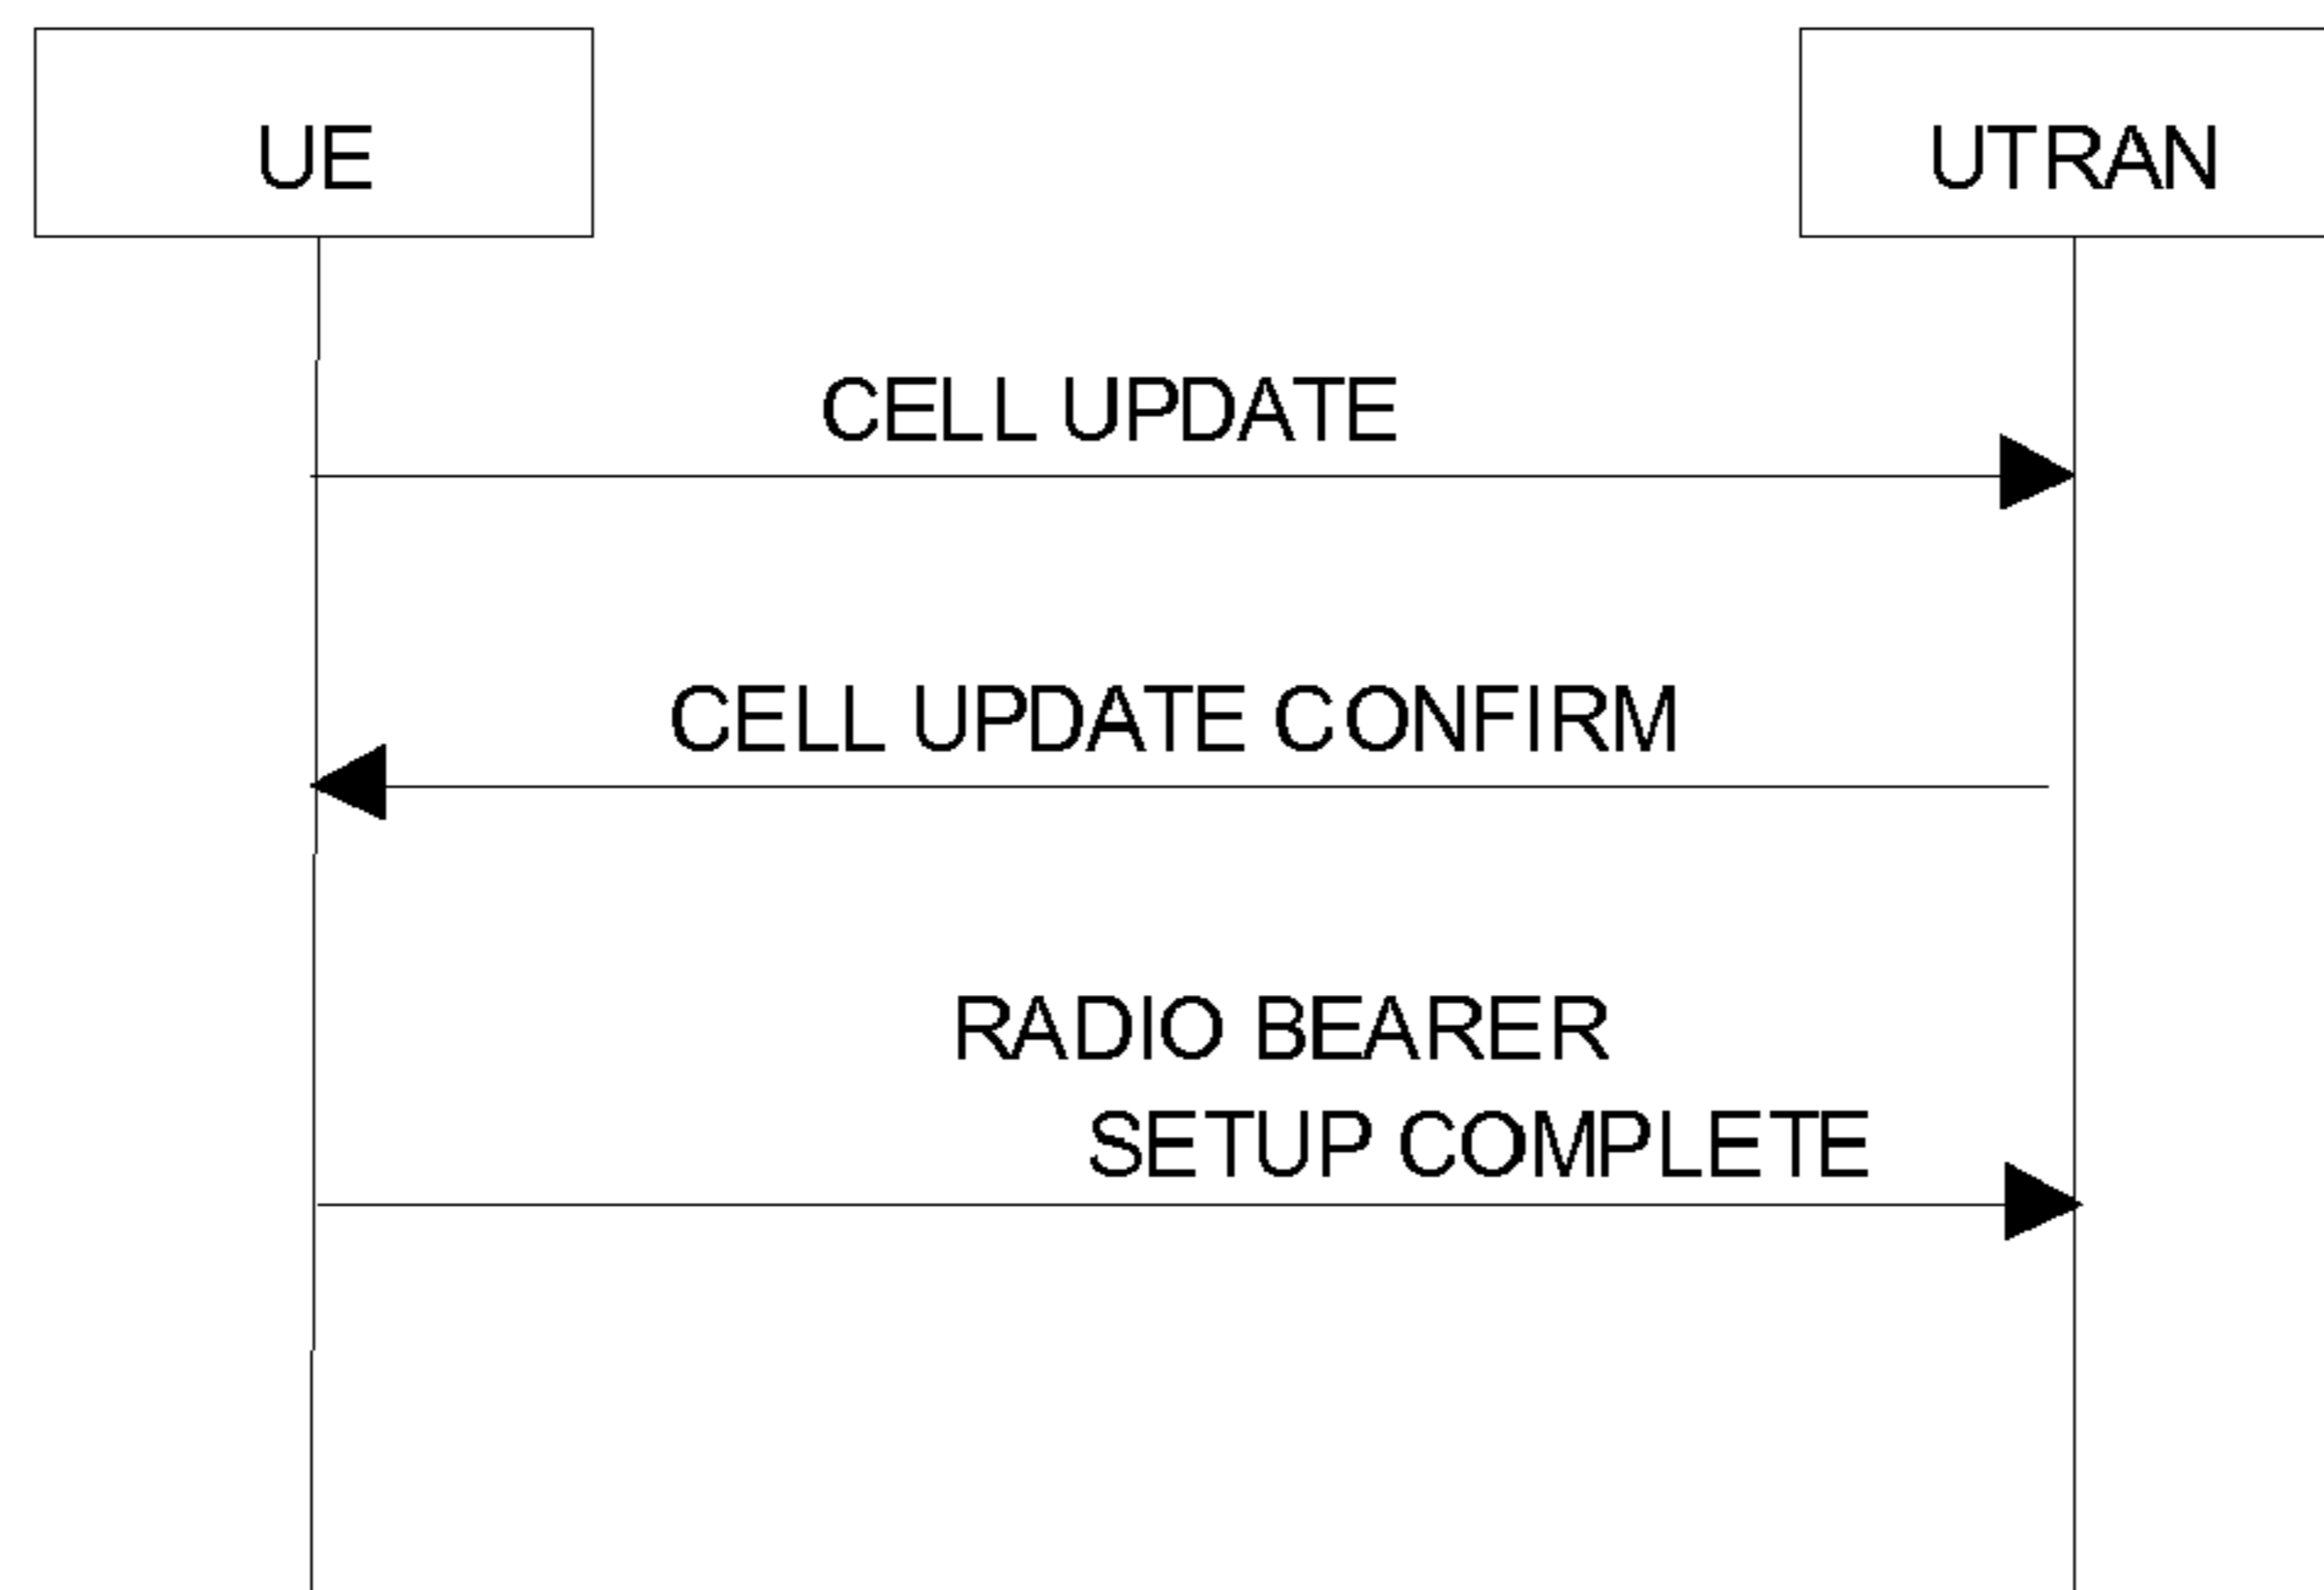 UE
UTRAN
CELL UPDATE
CELL UPDATE CONFIRM
RADIO BEARER
SETUP COMPLETE